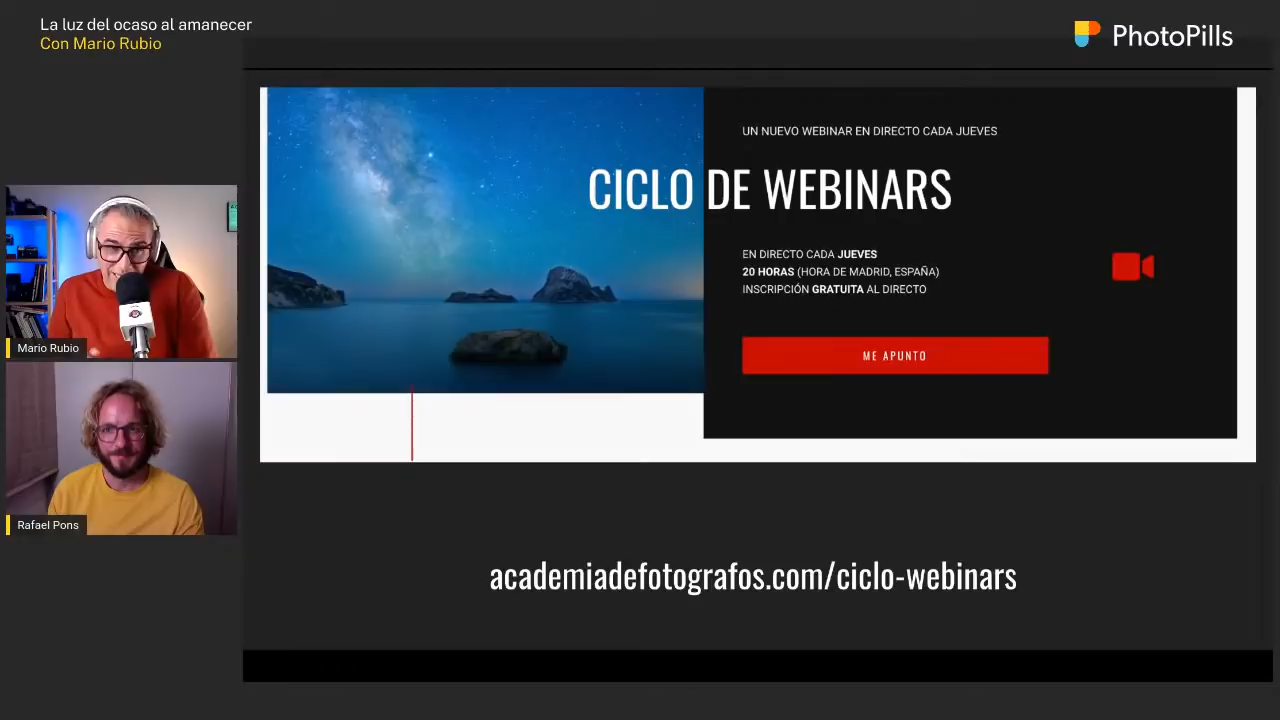 La luz del ocaso al amanecer
Con Mario Rubio
PhotoPills
UN NUEVO WEBINAR EN DIRECTO CADA JUEVES
CICLO DE WEBINARS
EN DIRECTO CADA JUEVES
20 HORAS (HORA DE MADRID, ESPAÑA)
INSCRIPCIÓN GRATUITA AL DIRECTO
ME APUNTO
Mario Rubio
Rafael Pons
academiadefotografos.com/ciclo-webinars